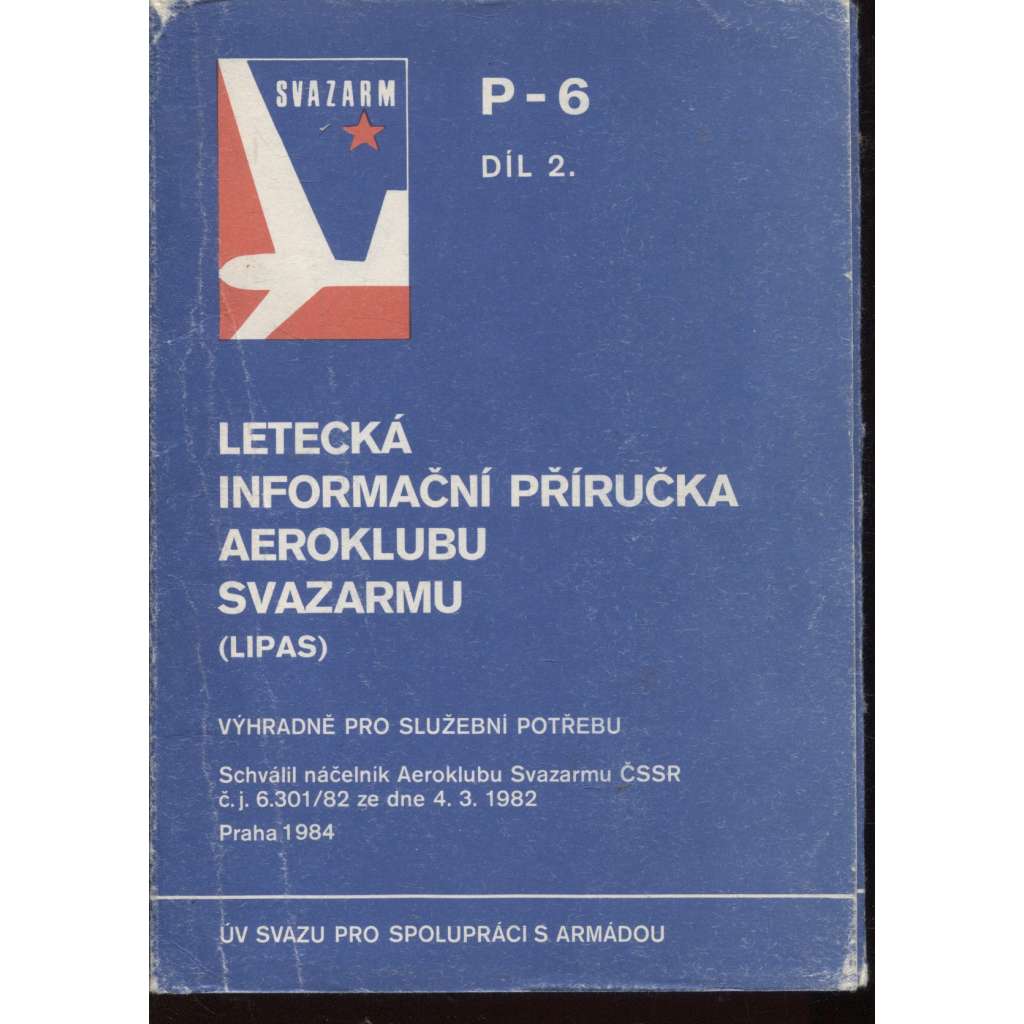 SVAZARM
P-6
DÍL 2.
LETECKÁ
INFORMAČNÍ PŘÍRUČKA
AEROKLUBU
SVAZARMU
(LIPAS)
VÝHRADNĚ PRO SLUŽEBNÍ POTŘEBU
Schválil náčelník Aeroklubu Svazarmu ČSSR
č. j. 6.301/82 ze dne 4. 3. 1982
Praha 1984
ÚV SVAZU PRO SPOLUPRÁCI S ARMÁDOU